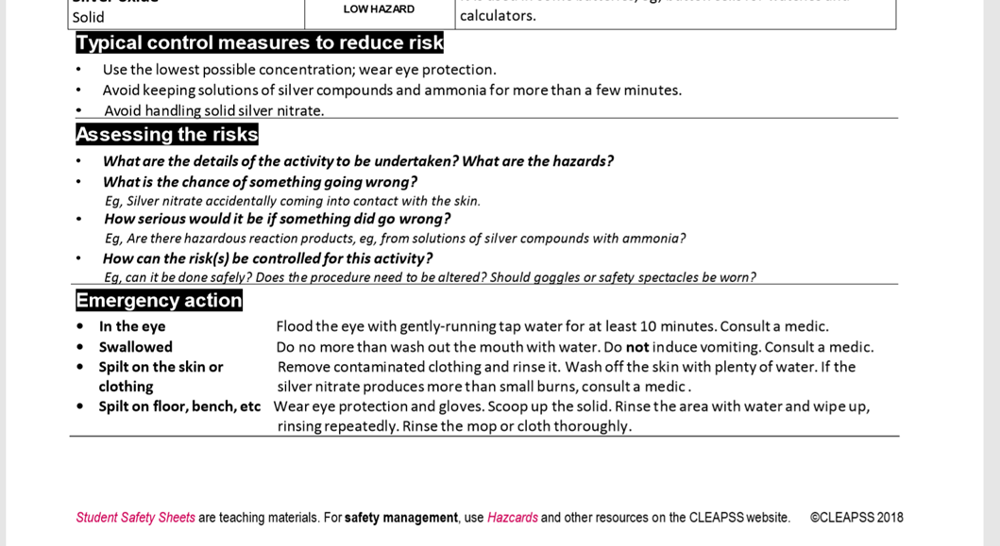 Solid
LOW HAZARD
calculators.
Typical control measures to reduce risk
• Use the lowest possible concentration; wear eye protection.
• Avoid keeping solutions of silver compounds and ammonia for more than a few minutes.
• Avoid handling solid silver nitrate.
Assessing the risks
• What are the details of the activity to be undertaken? What are the hazards?
• What is the chance of something going wrong?
Eg, Silver nitrate accidentally coming into contact with the skin.
• How serious would it be if something did go wrong?
Eg, Are there hazardous reaction products, eg, from solutions of silver compounds with ammonia?
• How can the risk(s) be controlled for this activity?
Eg, can it be done safely? Does the procedure need to be altered? Should goggles or safety spectacles be worn?
Emergency action
• In the eye Flood the eye with gently-running tap water for at least 10 minutes. Consult a medic.
• Swallowed Do no more than wash out the mouth with water. Do not induce vomiting. Consult a medic.
• Spilt on the skin or Remove contaminated clothing and rinse it. Wash off the skin with plenty of water. If the
clothing silver nitrate produces more than small burns, consult a medic.
• Spilt on floor, bench, etc Wear eye protection and gloves. Scoop up the solid. Rinse the area with water and wipe up,
rinsing repeatedly. Rinse the mop or cloth thoroughly.
Student Safety Sheets are teaching materials. For safety management, use Hazcards and other resources on the CLEAPSS website. ©CLEAPSS 2018